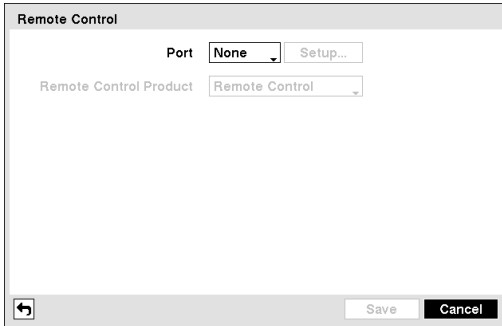 Remote Control
Port None Setup...
Remote Control Product Remote Control
Save Cancel